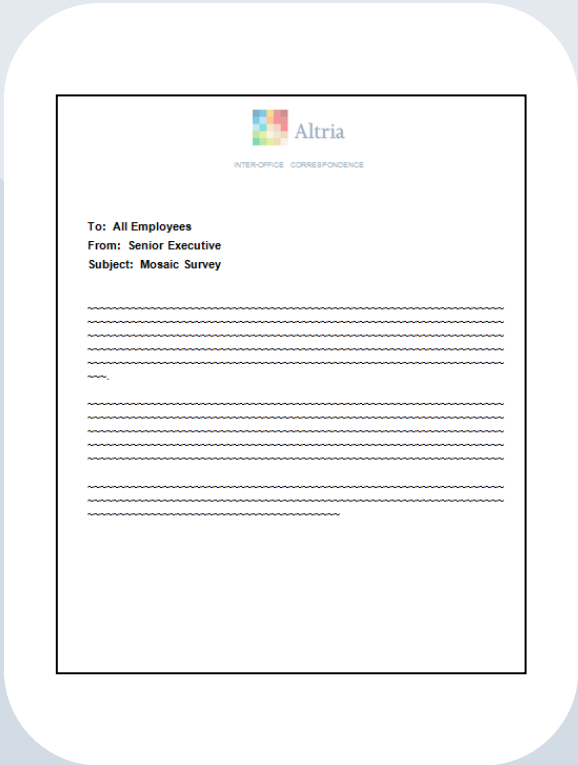 Altria
INTER-OFFICE CORRESPONDENCE
To: All Employees
From: Senior Executive
Subject: Mosaic Survey